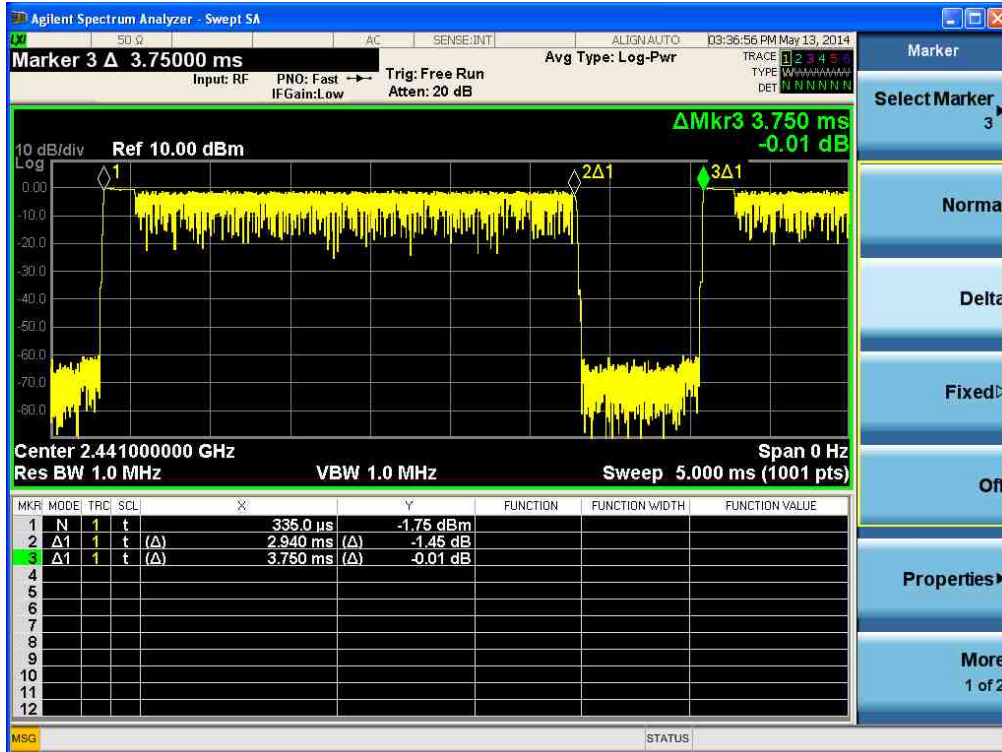 Agilent Spectrum Analyzer - Swept SA
LXI 50 Ω AC SENSE:INT ALIGN AUTO 03:36:56 PM May 13, 2014
Marker 3 Δ 3.75000 ms
Input: RF PNO: Fast IFGain:Low
Trig: Free Run
Atten: 20 dB
Avg Type: Log-Pwr
TRACE 1 2 3 4 5 6
TYPE WWWWWW
DET N N N N N N
ΔMkr3 3.750 ms
-0.01 dB
10 dB/div Ref 10.00 dBm
Log
1 2Δ1 3Δ1
0.00
-10.0
-20.0
-30.0
-40.0
-50.0
-60.0
-70.0
-80.0
Center 2.441000000 GHz Span 0 Hz
Res BW 1.0 MHz VBW 1.0 MHz Sweep 5.000 ms (1001 pts)
MKR MODE TRC SCL X Y FUNCTION FUNCTION WIDTH FUNCTION VALUE
1 N 1 t 335.0 µs -1.75 dBm
2 Δ1 1 t (Δ) 2.940 ms (Δ) -1.45 dB
3 Δ1 1 t (Δ) 3.750 ms (Δ) -0.01 dB
4
5
6
7
8
9
10
11
12
MSG STATUS
Marker
Select Marker
3
Norma
Delta
Fixed
Off
Properties
More
1 of 2